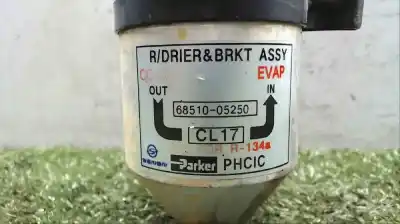 R/DRIER&BRKT ASSY
EVAP
OUT IN
68510-05250
CL17
R-134a
Parker PHCIC